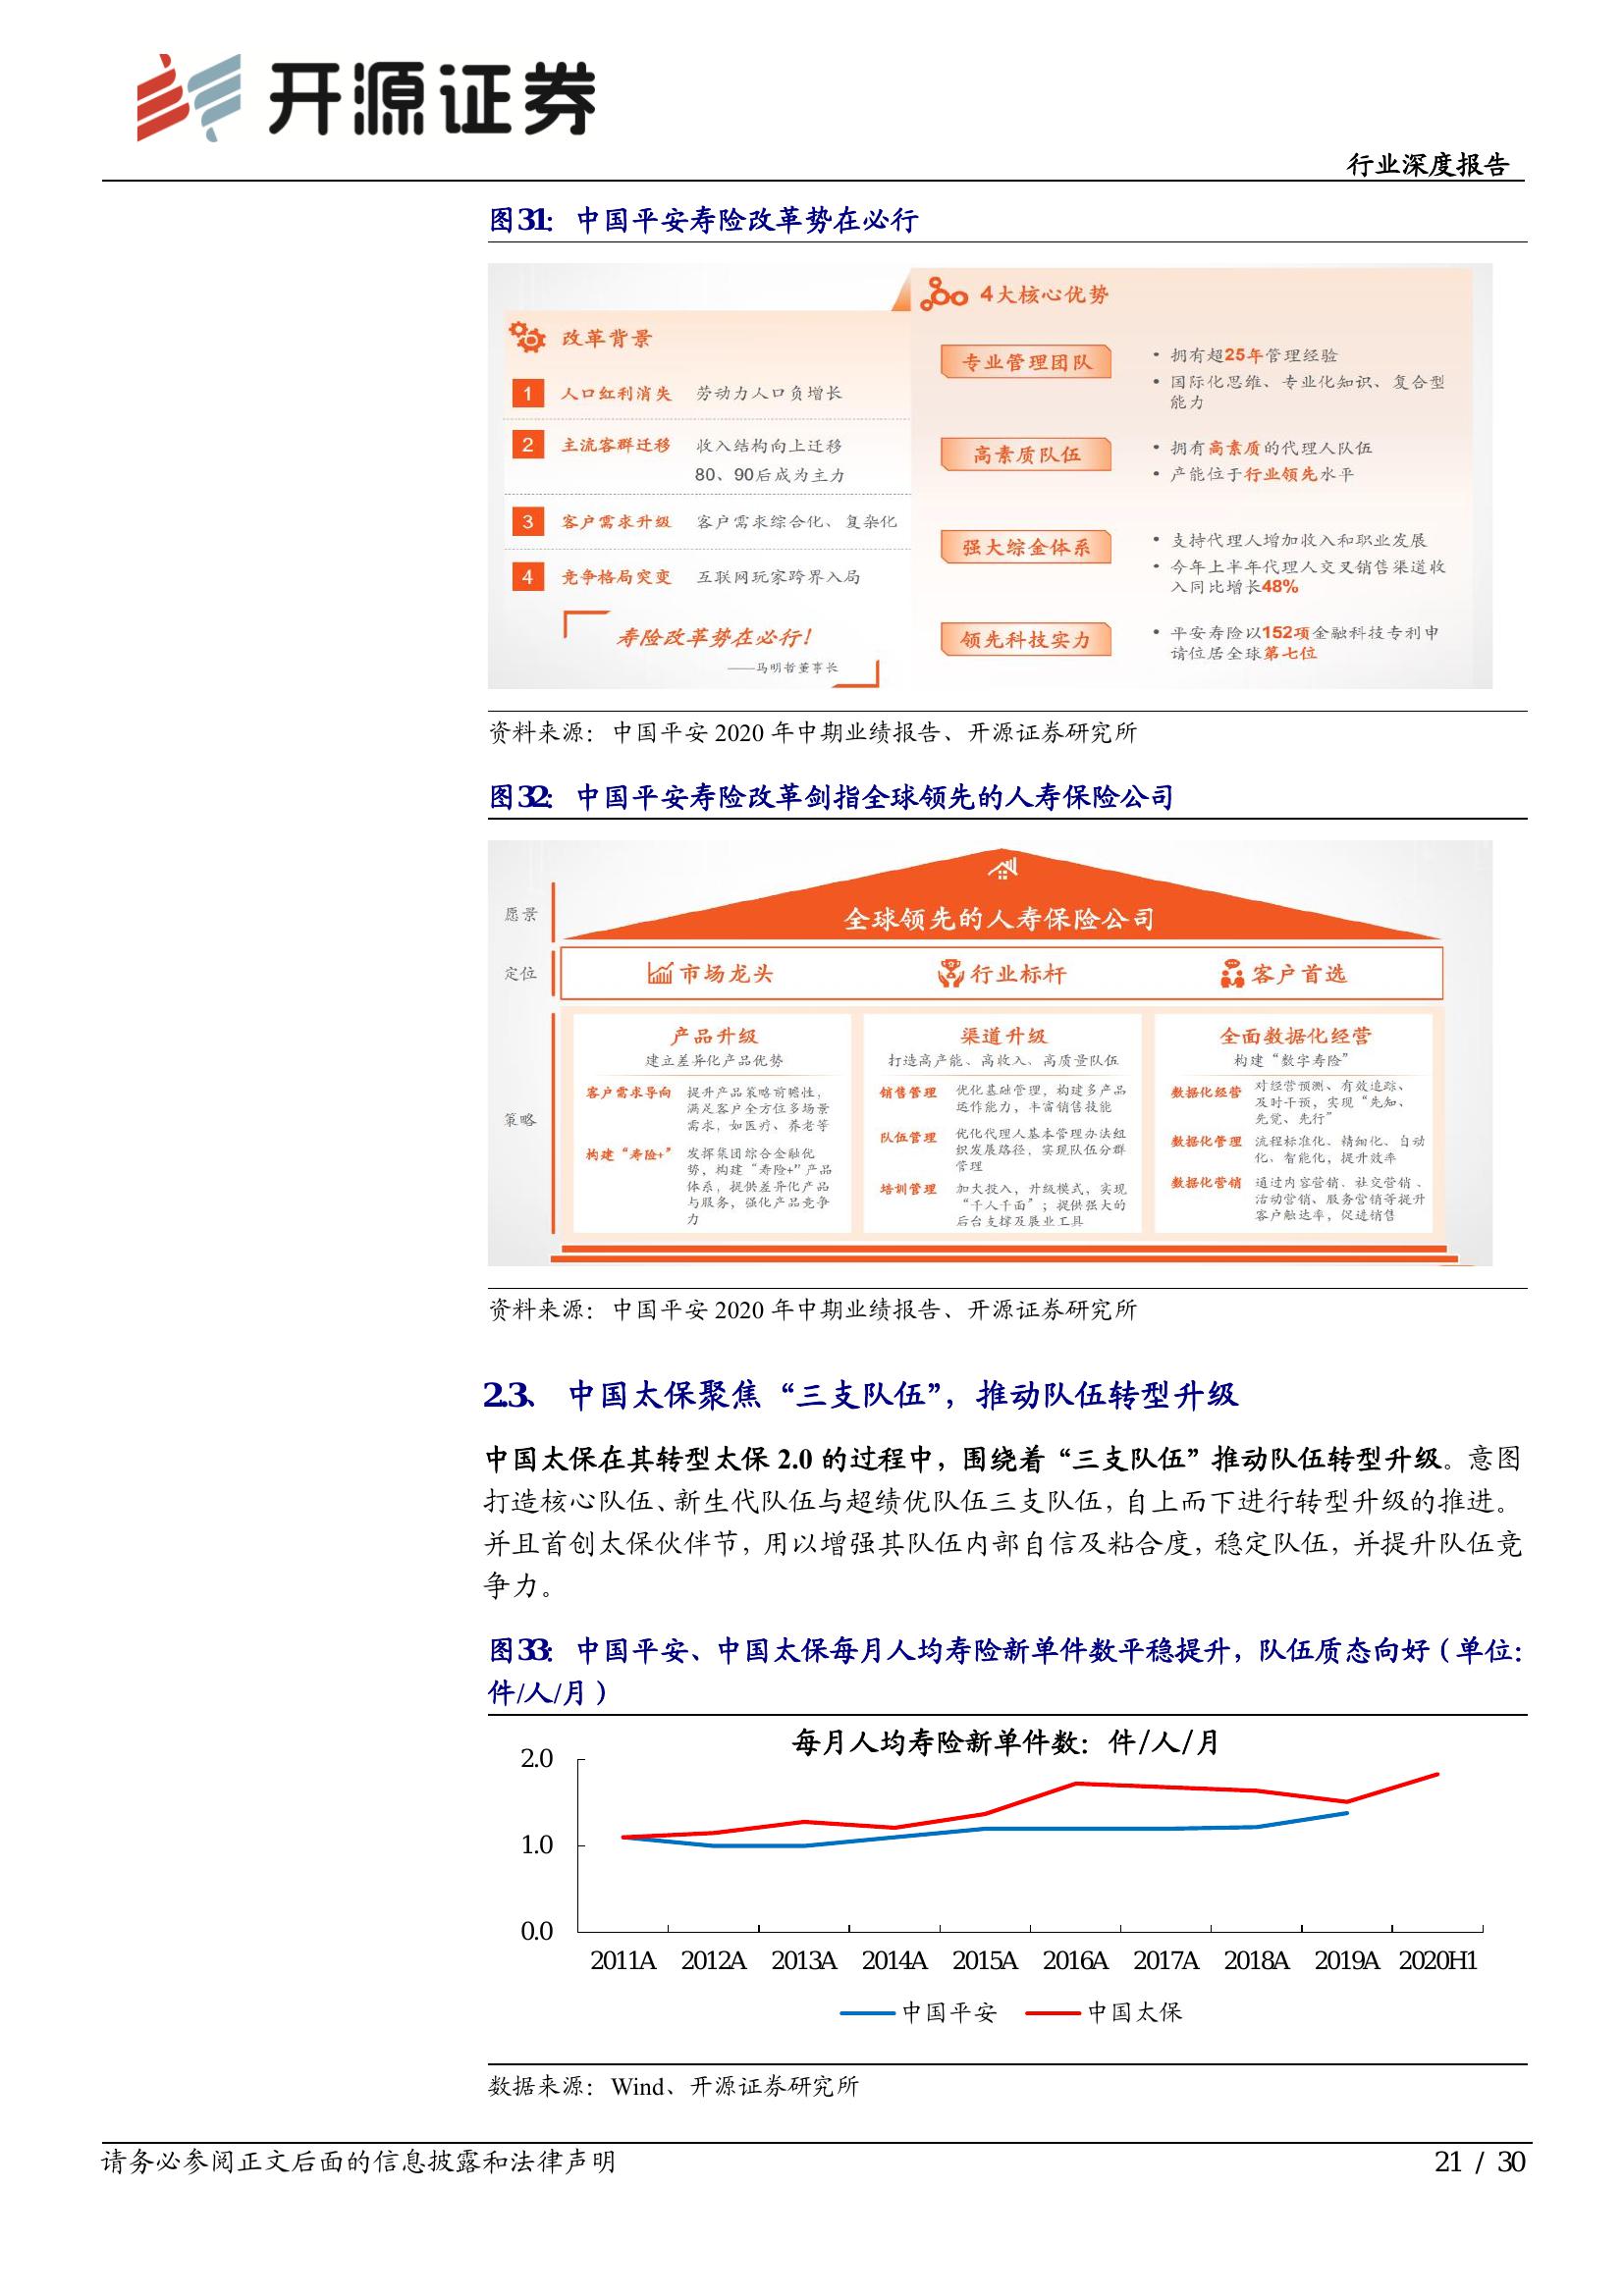 开源证券
行业深度报告
图31： 中国平安寿险改革势在必行
改革背景
1 人口红利消失 劳动力人口负增长
2 主流客群迁移 收入结构向上迁移
80、90后成为主力
3 客户需求升级 客户需求综合化、复杂化
4 竞争格局突变 互联网玩家跨界入局
寿险改革势在必行！
——马明哲董事长
4大核心优势
专业管理团队
• 拥有超25年管理经验
• 国际化思维、专业化知识、复合型
能力
高素质队伍
• 拥有高素质的代理人队伍
• 产能位于行业领先水平
强大综金体系
• 支持代理人增加收入和职业发展
• 今年上半年代理人交叉销售渠道收
入同比增长48%
领先科技实力
• 平安寿险以152项金融科技专利申
请位居全球第七位
资料来源：中国平安 2020 年中期业绩报告、开源证券研究所
图32： 中国平安寿险改革剑指全球领先的人寿保险公司
愿景
全球领先的人寿保险公司
定位
市场龙头 行业标杆 客户首选
策略
产品升级
建立差异化产品优势
客户需求导向 提升产品策略前瞻性，
满足客户全方位多场景
需求，如医疗、养老等
构建“寿险+” 发挥集团综合金融优
势，构建“寿险+”产品
体系，提供差异化产品
与服务，强化产品竞争
力
渠道升级
打造高产能、高收入、高质量队伍
销售管理 优化基础管理，构建多产品
运作能力，丰富销售技能
队伍管理 优化代理人基本管理办法组
织发展路径，实现队伍分群
管理
培训管理 加大投入，升级模式，实现
“千人千面”；提供强大的
后台支撑及展业工具
全面数据化经营
构建“数字寿险”
数据化经营 对经营预测、有效追踪、
及时干预，实现“先知、
先觉、先行”
数据化管理 流程标准化、精细化、自动
化、智能化，提升效率
数据化营销 通过内容营销、社交营销、
活动营销、服务营销等提升
客户触达率，促进销售
资料来源：中国平安 2020 年中期业绩报告、开源证券研究所
2.3、 中国太保聚焦“三支队伍”，推动队伍转型升级
中国太保在其转型太保 2.0 的过程中，围绕着“三支队伍”推动队伍转型升级。意图
打造核心队伍、新生代队伍与超绩优队伍三支队伍，自上而下进行转型升级的推进。
并且首创太保伙伴节，用以增强其队伍内部自信及粘合度，稳定队伍，并提升队伍竞
争力。
图33： 中国平安、中国太保每月人均寿险新单件数平稳提升，队伍质态向好（单位：
件/人/月）
每月人均寿险新单件数：件/人/月
2.0
1.0
0.0
2011A 2012A 2013A 2014A 2015A 2016A 2017A 2018A 2019A 2020H1
中国平安 中国太保
数据来源：Wind、开源证券研究所
请务必参阅正文后面的信息披露和法律声明
21 / 30